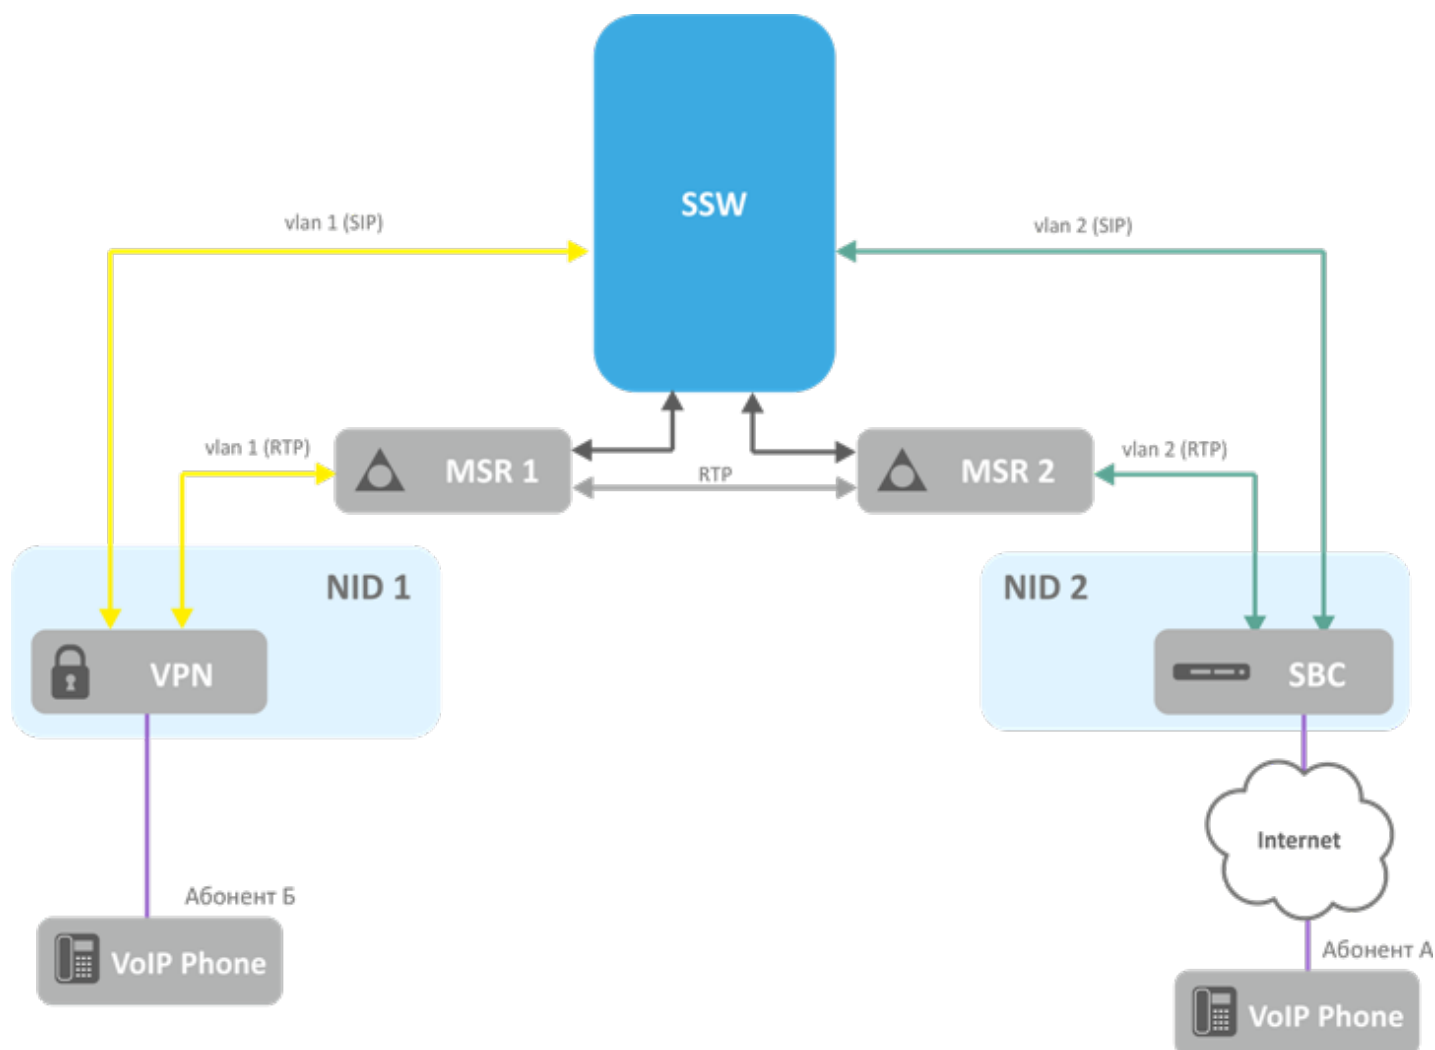 SSW
vlan 1 (SIP)
vlan 2 (SIP)
vlan 1 (RTP)
MSR 1
RTP
MSR 2
vlan 2 (RTP)
NID 1
NID 2
VPN
SBC
Internet
Абонент Б
VoIP Phone
Абонент А
VoIP Phone